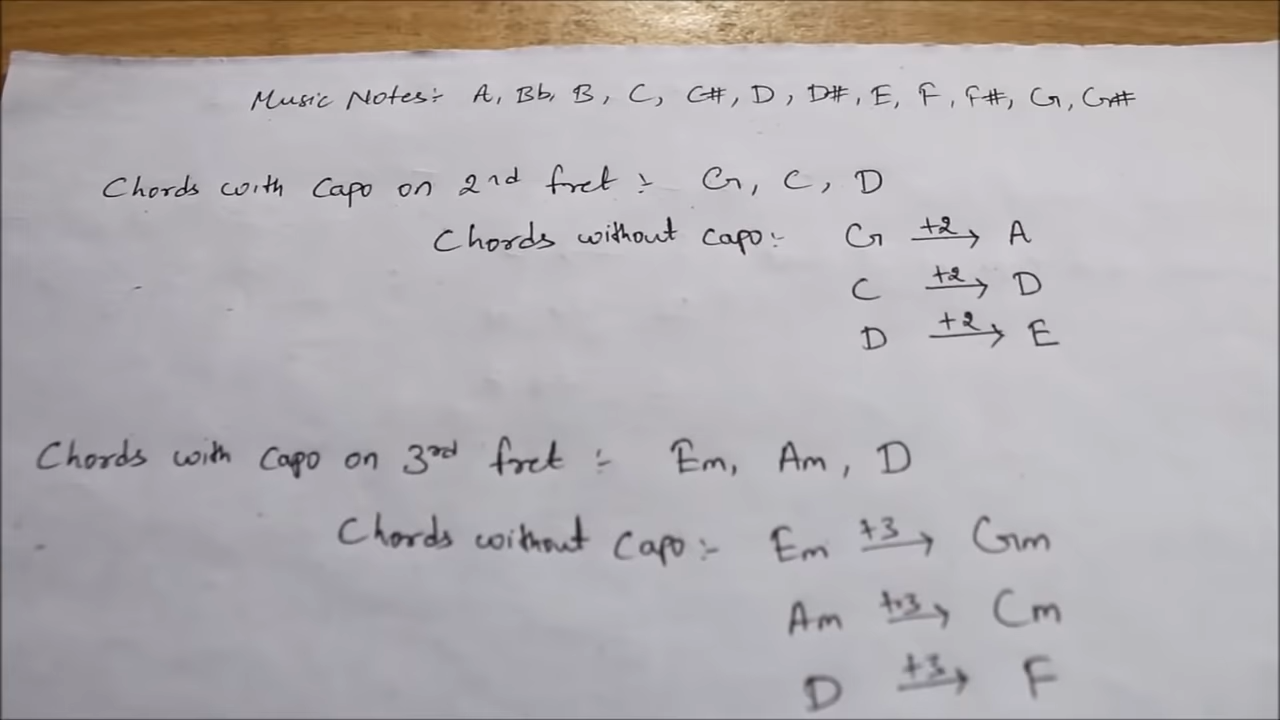 Music Notes:- A, Bb, B, C, C#, D, D#, E, F, F#, G, G#
Chords with Capo on 2nd fret :- G, C, D
Chords without capo:- G +2→ A
C +2→ D
D +2→ E
Chords with Capo on 3rd fret :- Em, Am, D
Chords without Capo:- Em +3→ Gm
Am +3→ Cm
D +3→ F